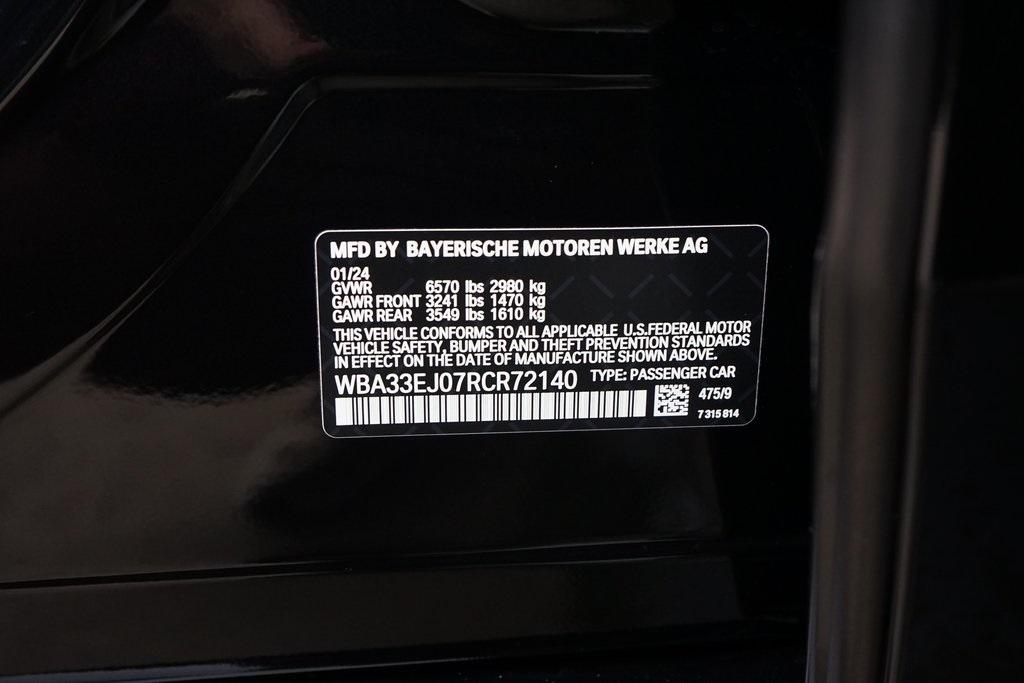 MFD BY BAYERISCHE MOTOREN WERKE AG
01/24
GVWR 6570 lbs 2980 kg
GAWR FRONT 3241 lbs 1470 kg
GAWR REAR 3549 lbs 1610 kg
THIS VEHICLE CONFORMS TO ALL APPLICABLE U.S.FEDERAL MOTOR
VEHICLE SAFETY, BUMPER AND THEFT PREVENTION STANDARDS
IN EFFECT ON THE DATE OF MANUFACTURE SHOWN ABOVE.
WBA33EJ07RCR72140 TYPE: PASSENGER CAR
475/9
7 315 814